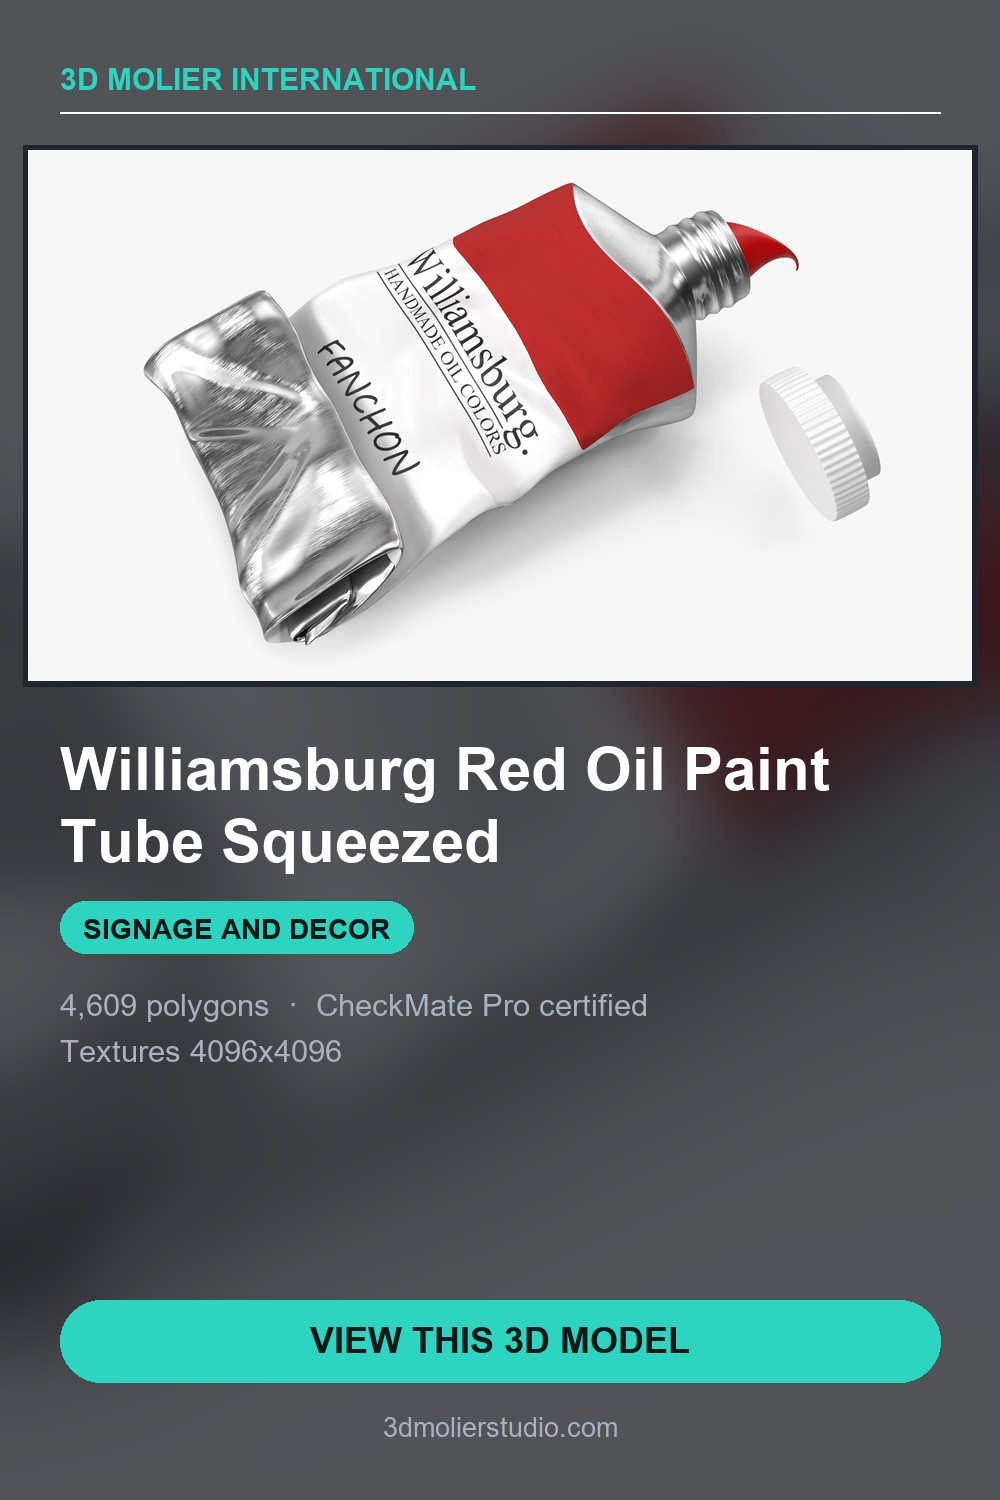 3D MOLIER INTERNATIONAL
Williamsburg.
HANDMADE OIL COLORS
FANCHON
Williamsburg Red Oil Paint
Tube Squeezed
SIGNAGE AND DECOR
4,609 polygons · CheckMate Pro certified
Textures 4096x4096
VIEW THIS 3D MODEL
3dmolierstudio.com